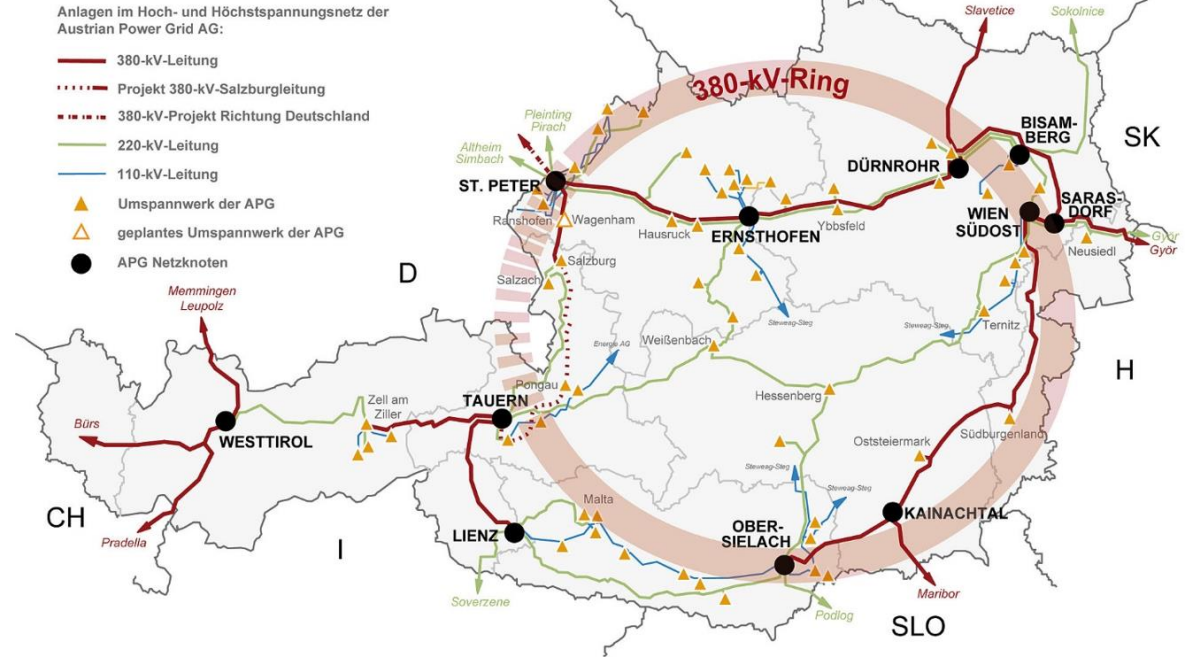 Anlagen im Hoch- und Höchstspannungsnetz der
Austrian Power Grid AG:
380-kV-Leitung
Projekt 380-kV-Salzburgleitung
380-kV-Projekt Richtung Deutschland
220-kV-Leitung
110-kV-Leitung
Umspannwerk der APG
geplantes Umspannwerk der APG
APG Netzknoten
Slavetice
Sokolnice
380-kV-Ring
Pleinting
Pirach
Altheim
Simbach
BISAM-
BERG
SK
DÜRNROHR
ST. PETER
SARAS-
DORF
Ranshofen
Wagenham
Hausruck
ERNSTHOFEN
Ybbsfeld
WIEN
SÜDOST
Györ
Györ
Neusiedl
D
Salzburg
Salzach
Memmingen
Leupolz
Steweag-Steg
Steweag-Steg
Ternitz
Energie AG
Weißenbach
H
Pongau
Hessenberg
Zell am
Ziller
TAUERN
Bürs
WESTTIROL
Oststeiermark
Südburgenland
Steweag-Steg
Steweag-Steg
CH
Pradella
I
Malta
LIENZ
OBER-
SIELACH
KAINACHTAL
Soverzene
Podlog
Maribor
SLO